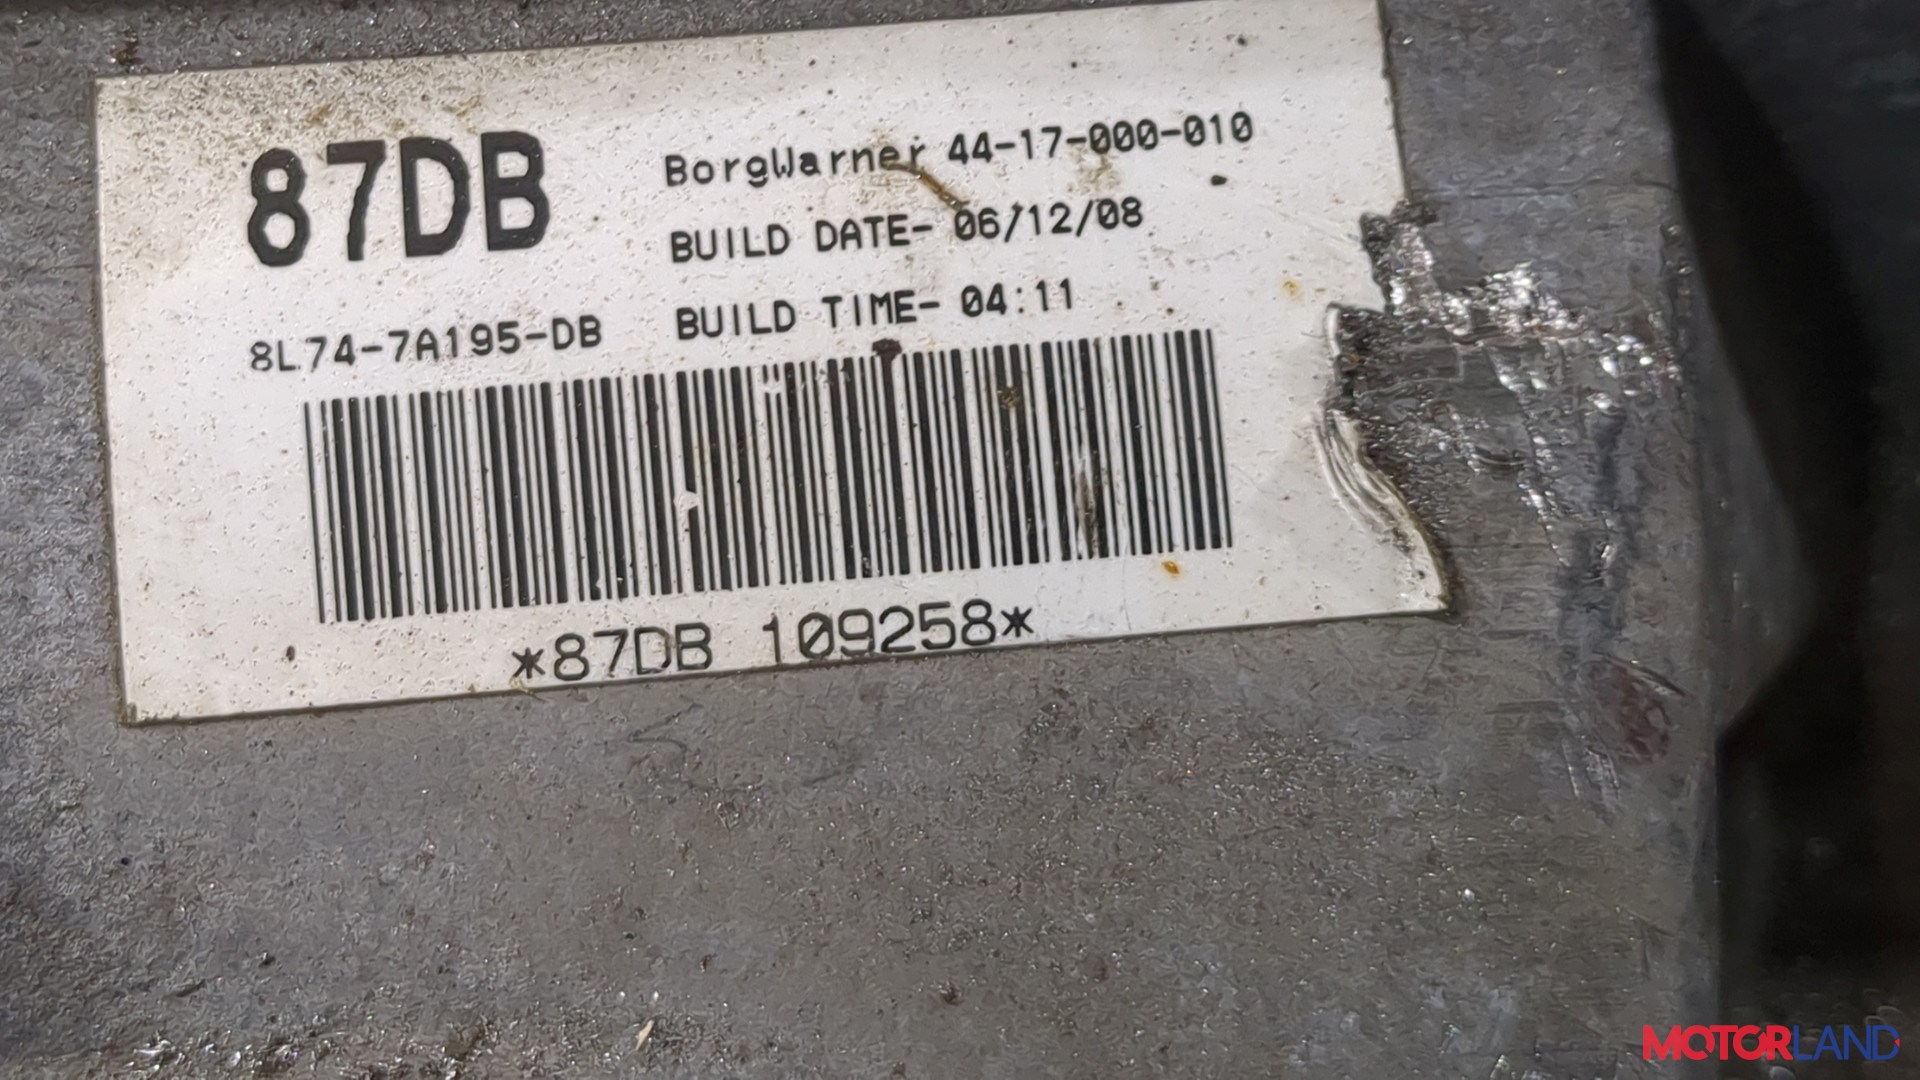 87DB
BorgWarner 44-17-000-010
BUILD DATE- 06/12/08
8L74-7A195-DB
BUILD TIME- 04:11
*87DB 109258*
MOTORLAND